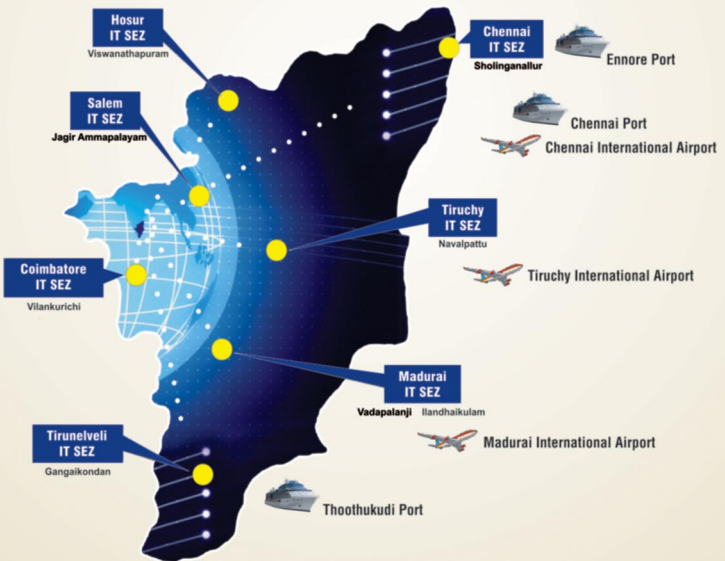 Hosur
IT SEZ
Viswanathapuram
Chennai
IT SEZ
Sholinganallur
Ennore Port
Salem
IT SEZ
Jagir Ammapalayam
Chennai Port
Chennai International Airport
Tiruchy
IT SEZ
Navalpattu
Coimbatore
IT SEZ
Vilankurichi
Tiruchy International Airport
Madurai
IT SEZ
Vadapalanji Ilandhaikulam
Tirunelveli
IT SEZ
Gangaikondan
Madurai International Airport
Thoothukudi Port